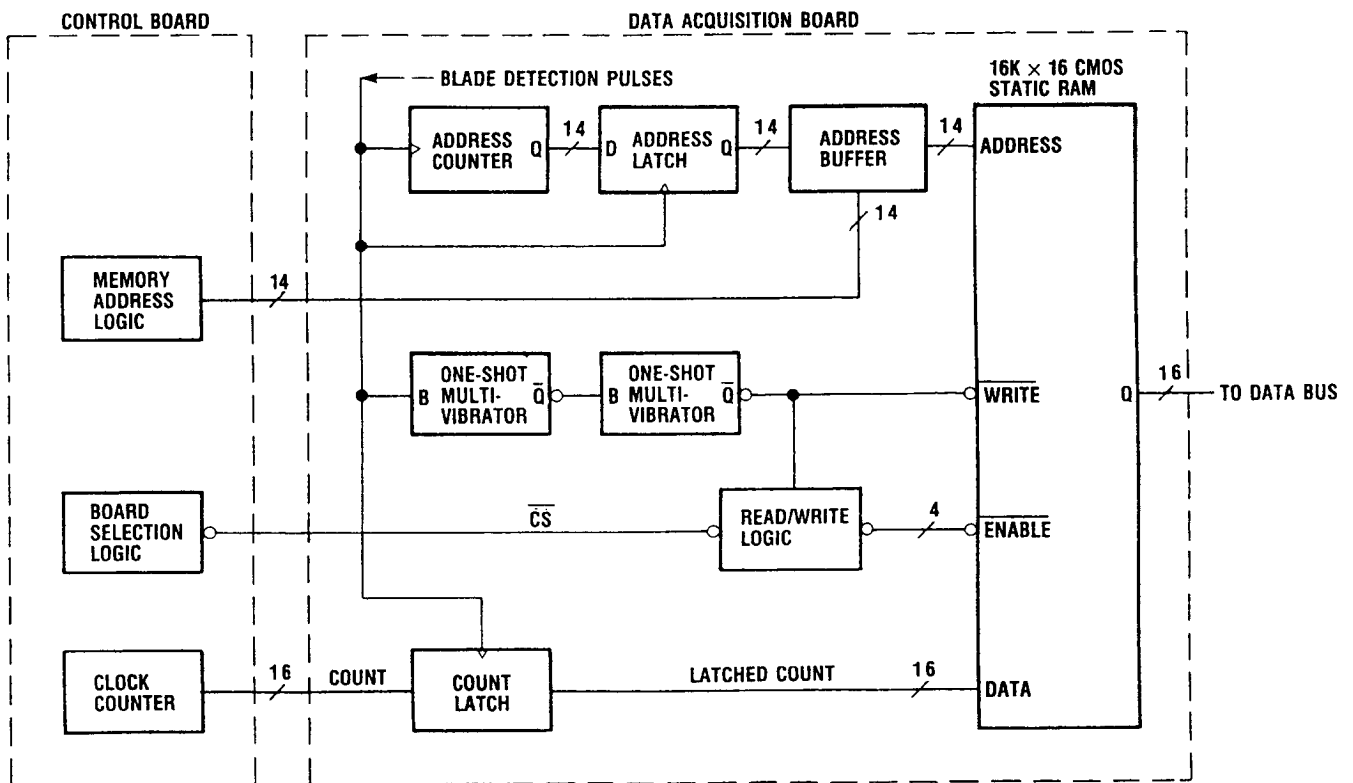 CONTROL BOARD
DATA ACQUISITION BOARD
BLADE DETECTION PULSES
16K × 16 CMOS
STATIC RAM
ADDRESS
COUNTER
Q
14
D
ADDRESS
LATCH
Q
14
ADDRESS
BUFFER
14
ADDRESS
14
MEMORY
ADDRESS
LOGIC
14
B
ONE-SHOT
MULTI-
VIBRATOR
Q̅
B
ONE-SHOT
MULTI-
VIBRATOR
Q̅
W̅R̅I̅T̅E̅
Q
16
TO DATA BUS
BOARD
SELECTION
LOGIC
C̅S̅
READ/WRITE
LOGIC
4
E̅N̅A̅B̅L̅E̅
CLOCK
COUNTER
16
COUNT
COUNT
LATCH
LATCHED COUNT
16
DATA